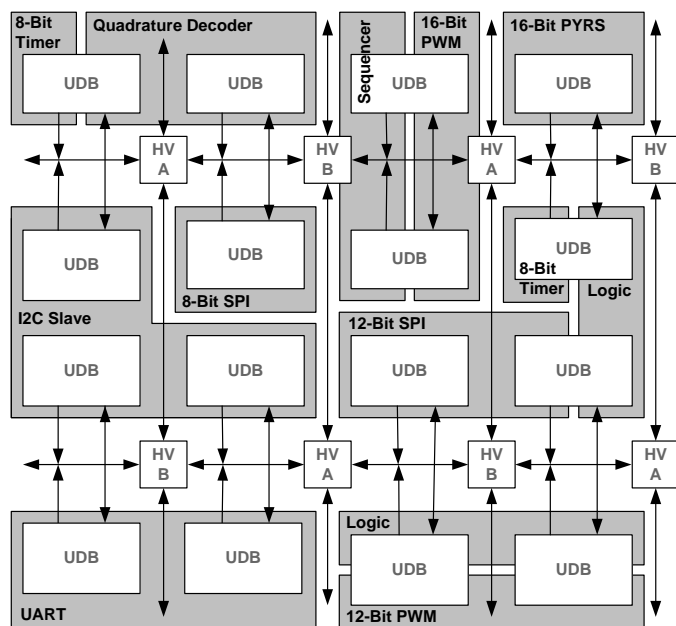 8-Bit
Timer
Quadrature Decoder
Sequencer
16-Bit
PWM
16-Bit PYRS
UDB
UDB
UDB
UDB
HV
A
HV
B
HV
A
HV
B
UDB
UDB
UDB
UDB
8-Bit SPI
8-Bit
Timer
Logic
I2C Slave
12-Bit SPI
UDB
UDB
UDB
UDB
HV
B
HV
A
HV
B
HV
A
Logic
UDB
UDB
UDB
UDB
UART
12-Bit PWM